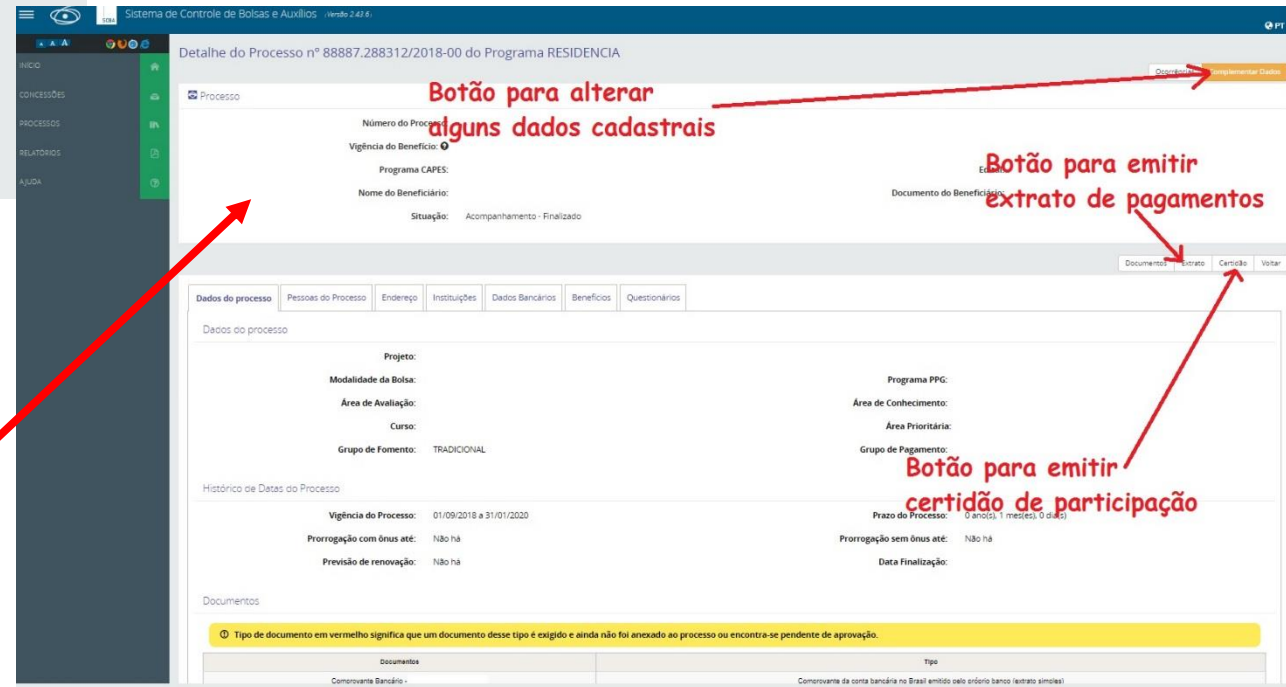 Sistema de Controle de Bolsas e Auxílios (Versão 2.43.6)
SCBA
PT
A A A
INÍCIO
CONCESSÕES
PROCESSOS
RELATÓRIOS
AJUDA
Detalhe do Processo nº 88887.288312/2018-00 do Programa RESIDENCIA
Ocorrências Complementar Dados
Processo
Botão para alterar
alguns dados cadastrais
Número do Processo:
Vigência do Benefício:
Programa CAPES:
Nome do Beneficiário:
Documento do Beneficiário:
Situação: Acompanhamento - Finalizado
Botão para emitir
extrato de pagamentos
Documentos Extrato Certidão Voltar
Dados do processo Pessoas do Processo Endereço Instituições Dados Bancários Benefícios Questionários
Dados do processo
Projeto:
Modalidade da Bolsa: Programa PPG:
Área de Avaliação: Área de Conhecimento:
Curso: Área Prioritária:
Grupo de Fomento: TRADICIONAL Grupo de Pagamento:
Botão para emitir
certidão de participação
Histórico de Datas do Processo
Vigência do Processo: 01/09/2018 a 31/01/2020 Prazo do Processo: 0 ano(s), 1 mes(es), 0 dia(s)
Prorrogação com ônus até: Não há Prorrogação sem ônus até: Não há
Previsão de renovação: Não há Data Finalização:
Documentos
Tipo de documento em vermelho significa que um documento desse tipo é exigido e ainda não foi anexado ao processo ou encontra-se pendente de aprovação.
Documentos Tipo
Comprovante Bancário - Comprovante da conta bancária no Brasil emitido pelo próprio banco (extrato simples)